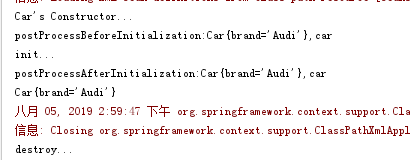 Car's Constructor...
postProcessBeforeInitialization:Car{brand='Audi'},car
init...
postProcessAfterInitialization:Car{brand='Audi'},car
Car{brand='Audi'}
八月 05, 2019 2:59:47 下午 org.springframework.context.support.Cla
信息: Closing org.springframework.context.support.ClassPathXmlAppl
destroy...